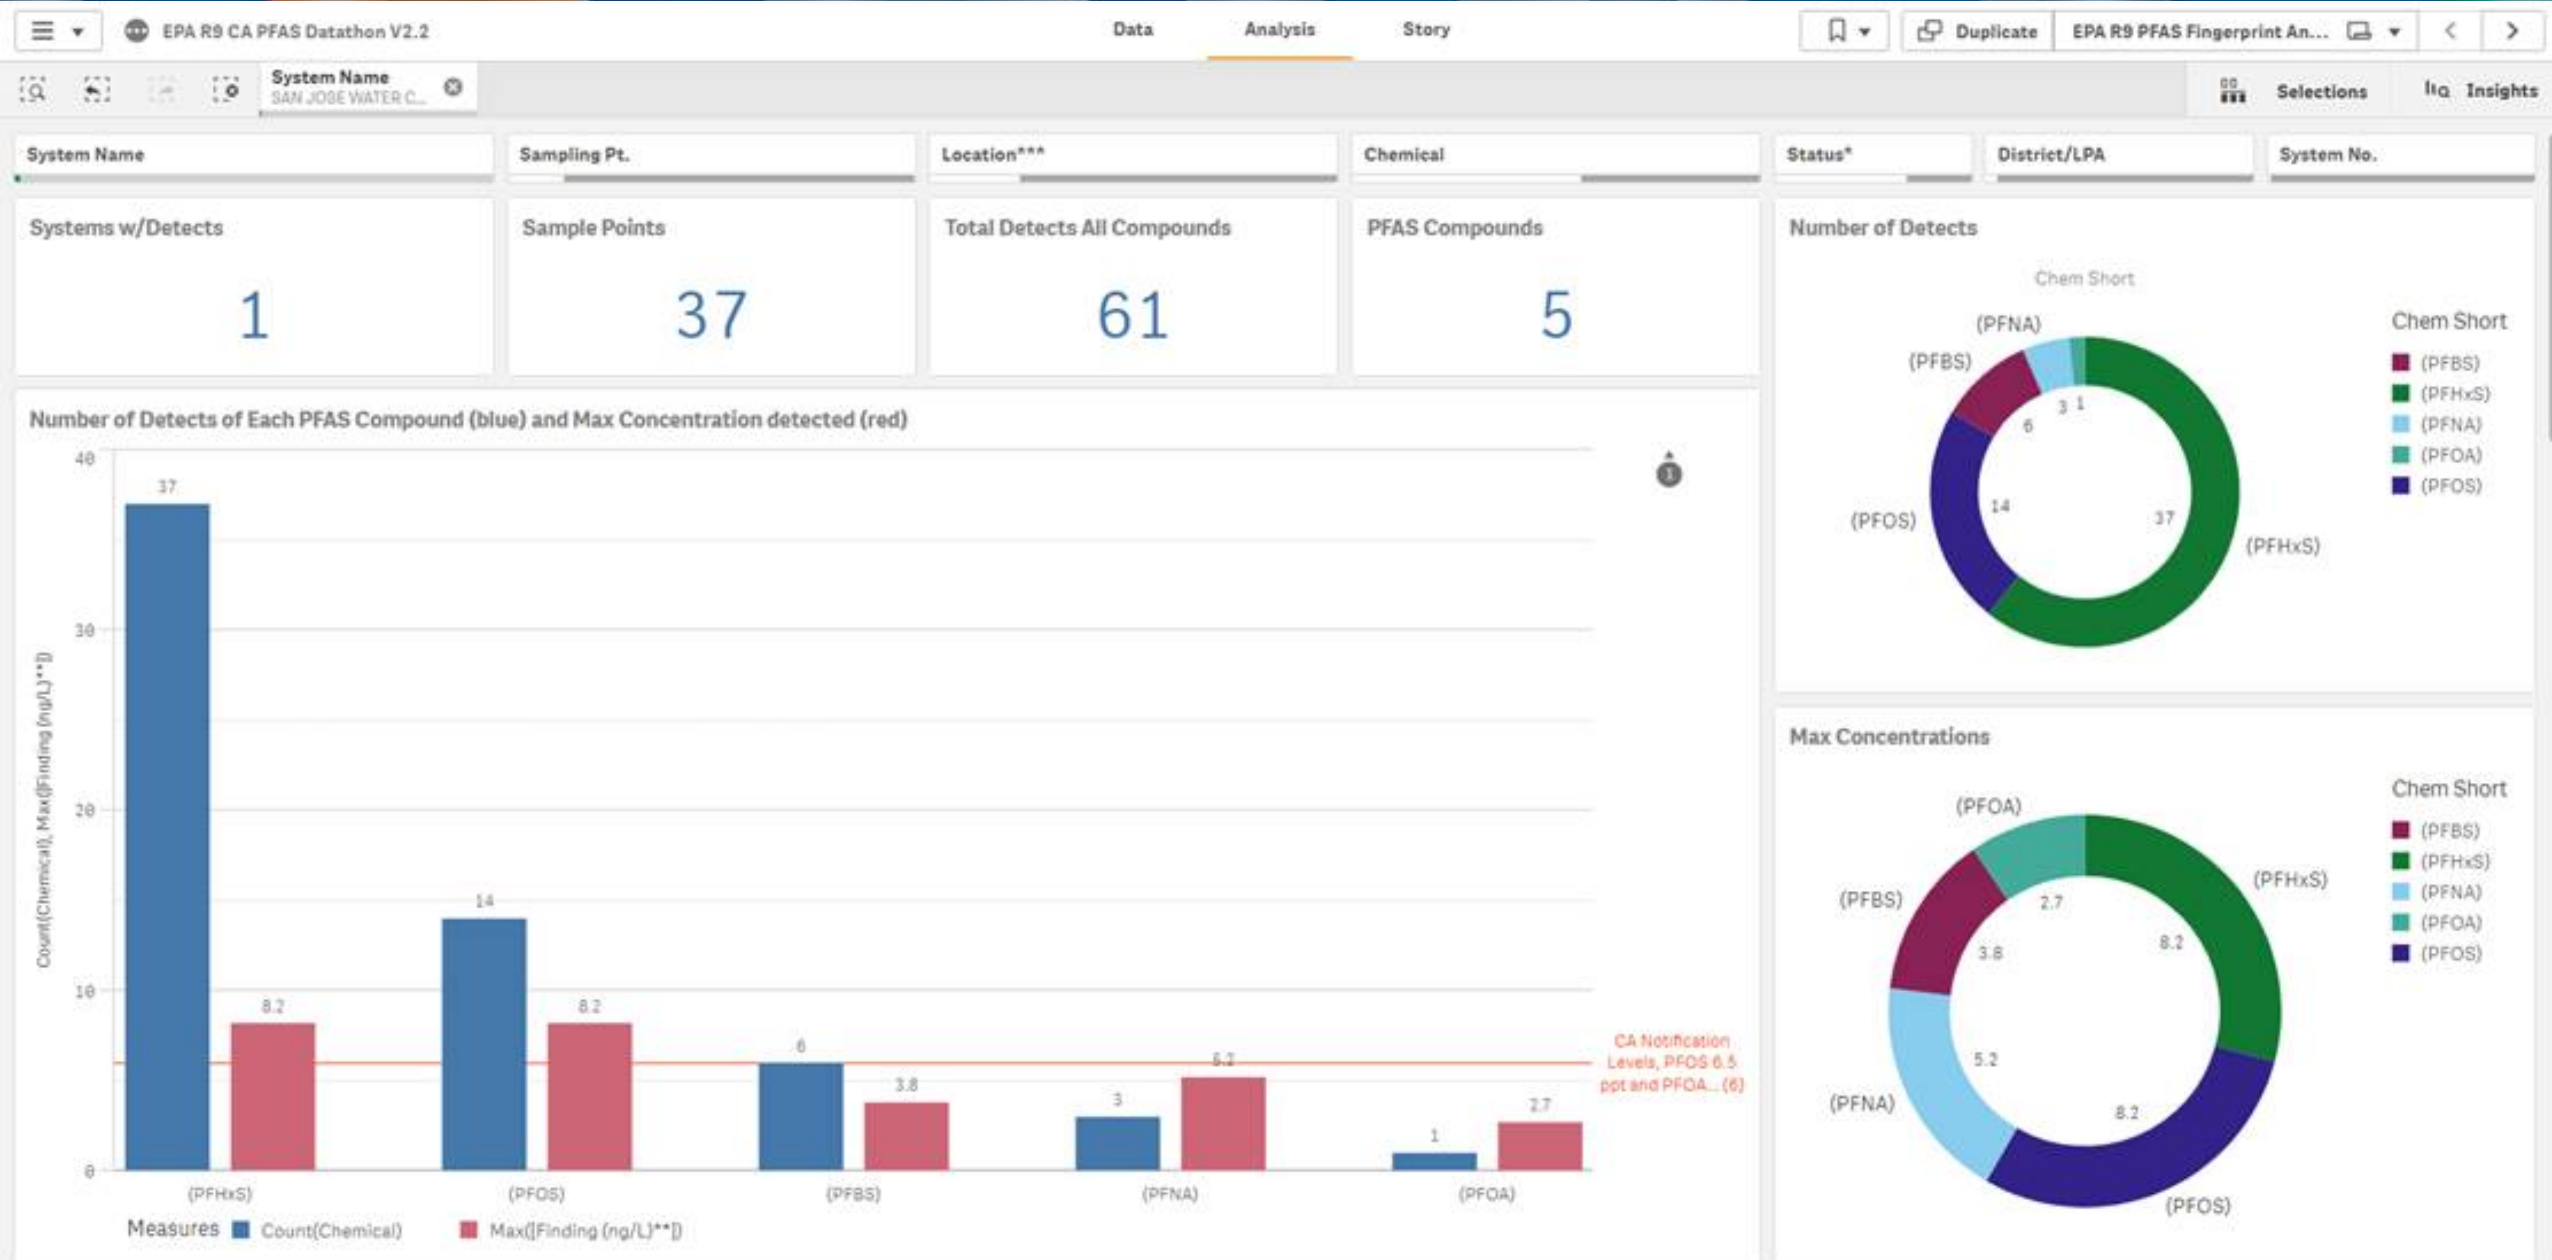 EPA R9 CA PFAS Datathon V2.2
Data
Analysis
Story
Duplicate
EPA R9 PFAS Fingerprint An...
System Name
SAN JOSE WATER C...
Selections
Insights
System Name
Sampling Pt.
Location***
Chemical
Status*
District/LPA
System No.
Systems w/Detects
1
Sample Points
37
Total Detects All Compounds
61
PFAS Compounds
5
Number of Detects of Each PFAS Compound (blue) and Max Concentration detected (red)
1
Count(Chemical), Max([Finding (ng/L)**])
40
30
20
10
0
37
8.2
14
8.2
6
3.8
3
5.2
1
2.7
CA Notification
Levels, PFOS 6.5
ppt and PFOA... (6)
(PFHxS)
(PFOS)
(PFBS)
(PFNA)
(PFOA)
Measures
Count(Chemical)
Max([Finding (ng/L)**])
Number of Detects
Chem Short
(PFNA)
(PFBS)
(PFOS)
(PFHxS)
3
1
6
14
37
Chem Short
(PFBS)
(PFHxS)
(PFNA)
(PFOA)
(PFOS)
Max Concentrations
(PFOA)
(PFHxS)
(PFBS)
(PFNA)
(PFOS)
2.7
8.2
3.8
5.2
8.2
Chem Short
(PFBS)
(PFHxS)
(PFNA)
(PFOA)
(PFOS)